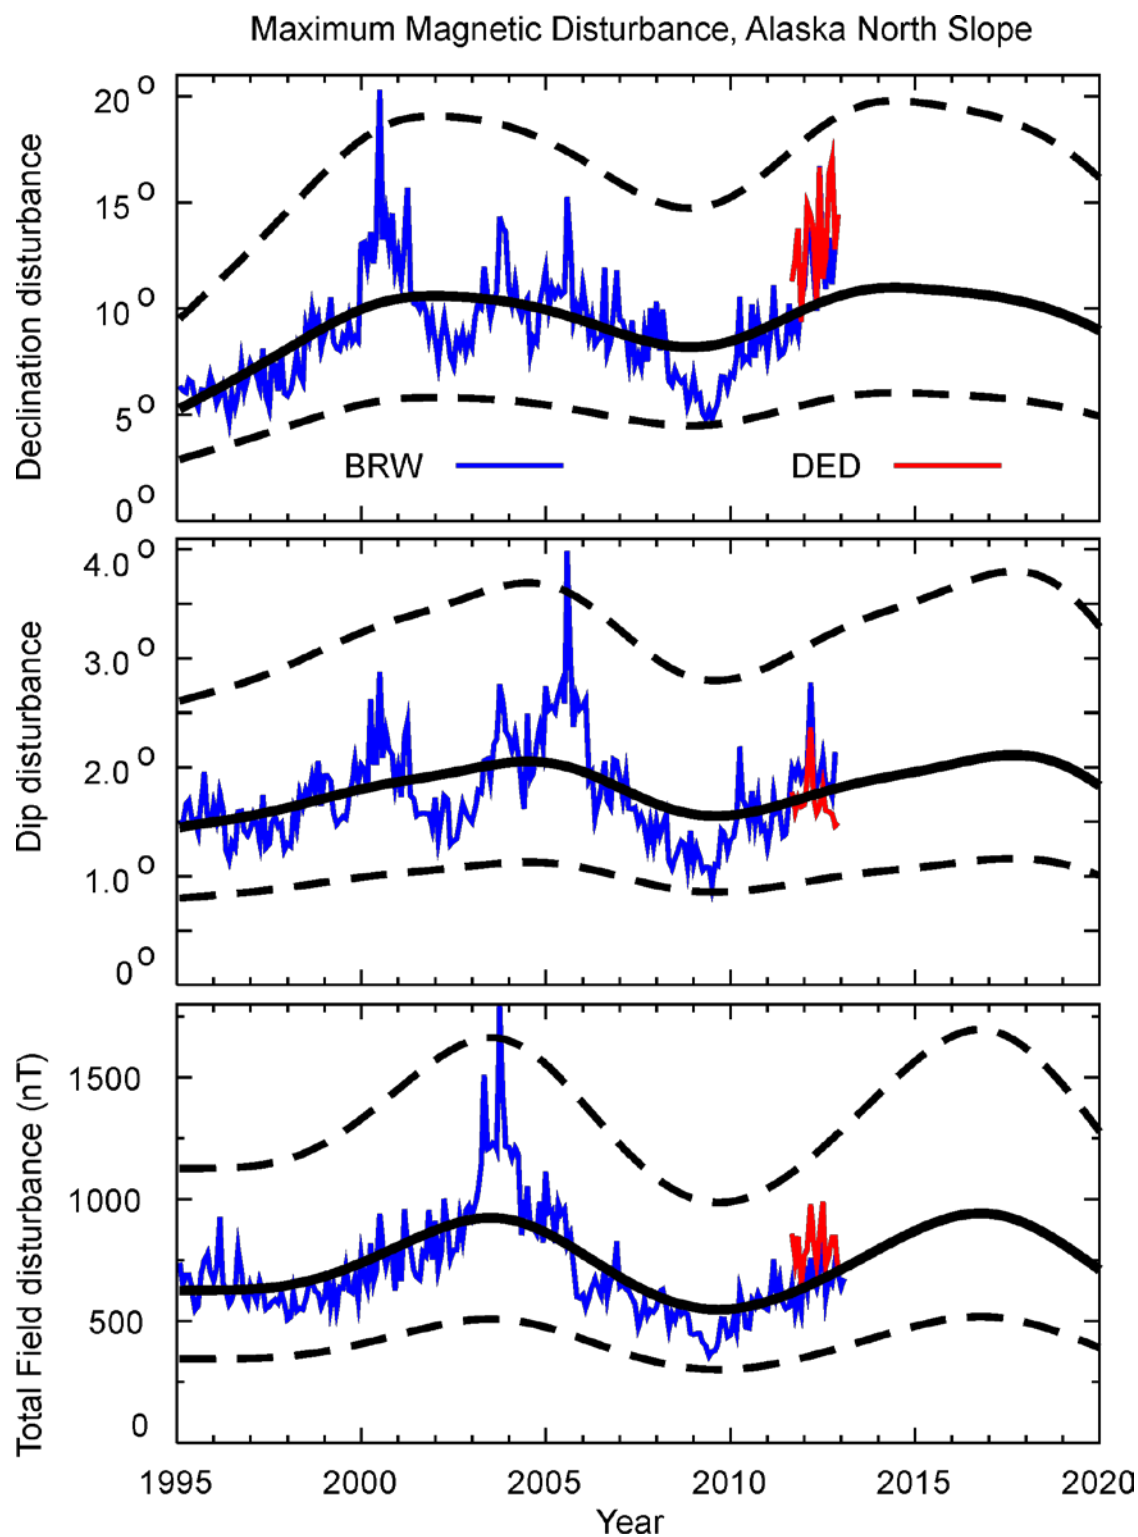 Maximum Magnetic Disturbance, Alaska North Slope
Declination disturbance
20°
15°
10°
5°
0°
BRW
DED
Dip disturbance
4.0°
3.0°
2.0°
1.0°
0°
Total Field disturbance (nT)
1500
1000
500
0
1995 2000 2005 2010 2015 2020
Year